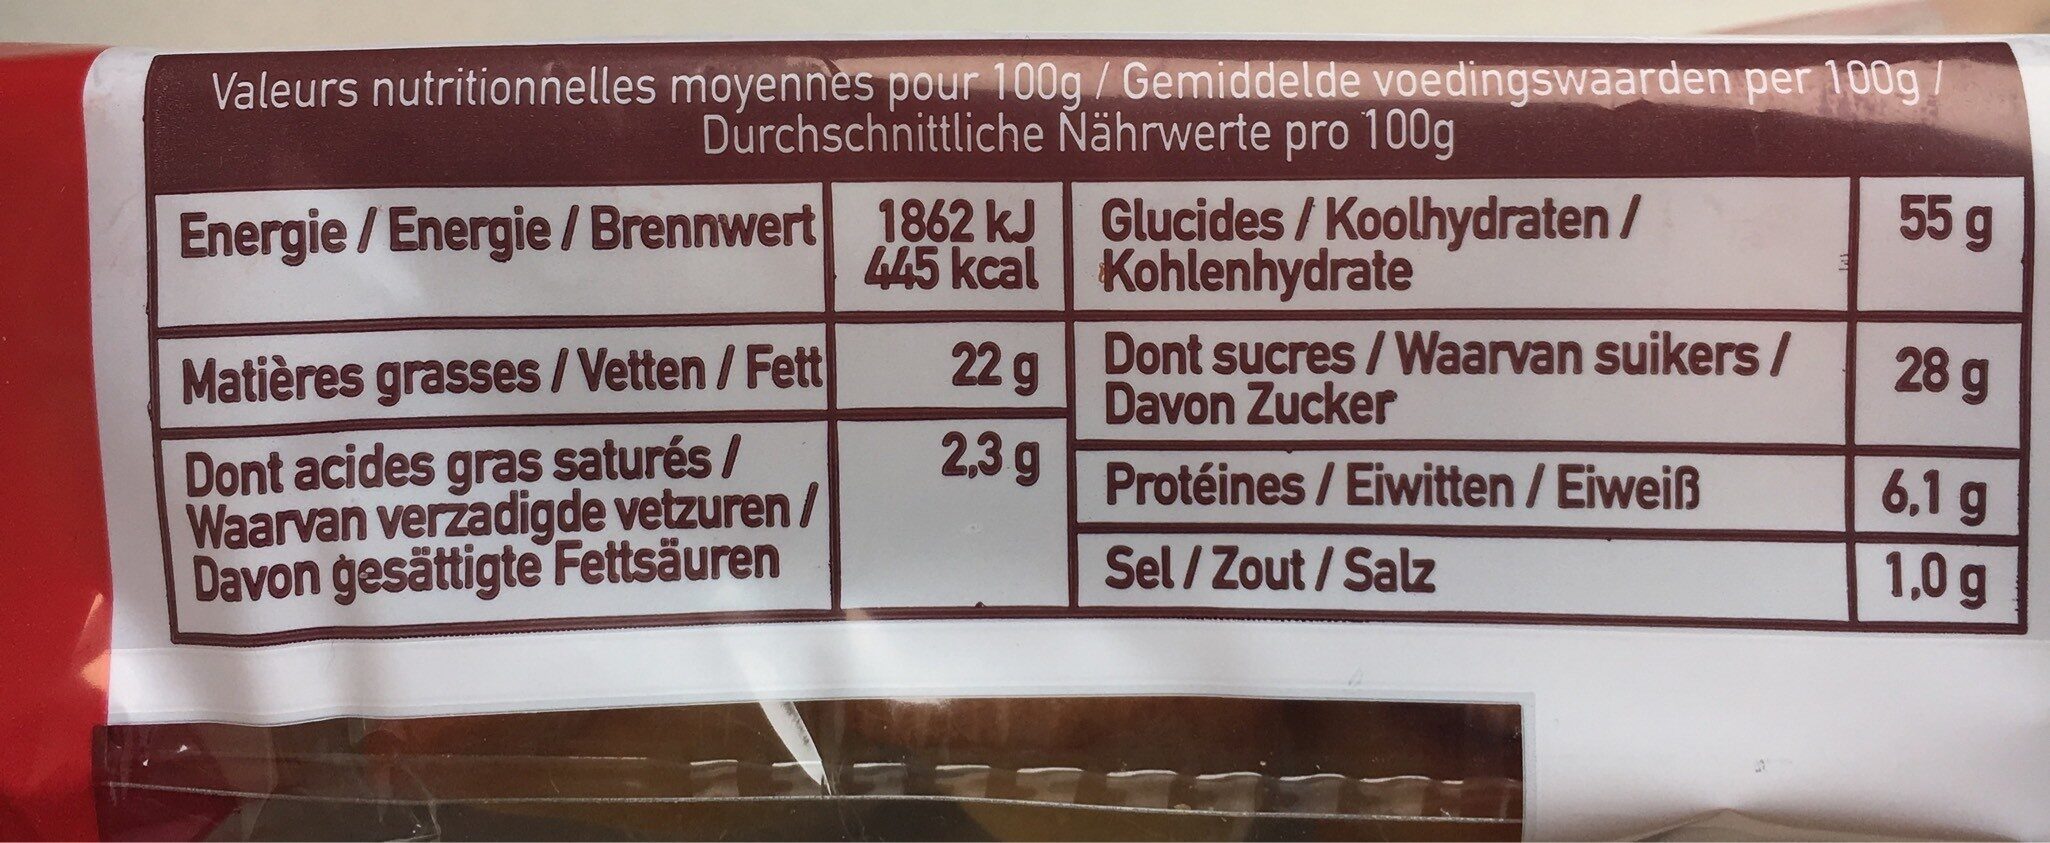 Valeurs nutritionnelles moyennes pour 100g / Gemiddelde voedingswaarden per 100g /
Durchschnittliche Nährwerte pro 100g
Energie / Energie / Brennwert
1862 kJ
445 kcal
Matières grasses / Vetten / Fett
22 g
Dont acides gras saturés /
Waarvan verzadigde vetzuren /
Davon gesättigte Fettsäuren
2,3 g
Glucides / Koolhydraten /
Kohlenhydrate
55 g
Dont sucres / Waarvan suikers /
Davon Zucker
28 g
Protéines / Eiwitten / Eiweiß
6,1 g
Sel / Zout / Salz
1,0 g